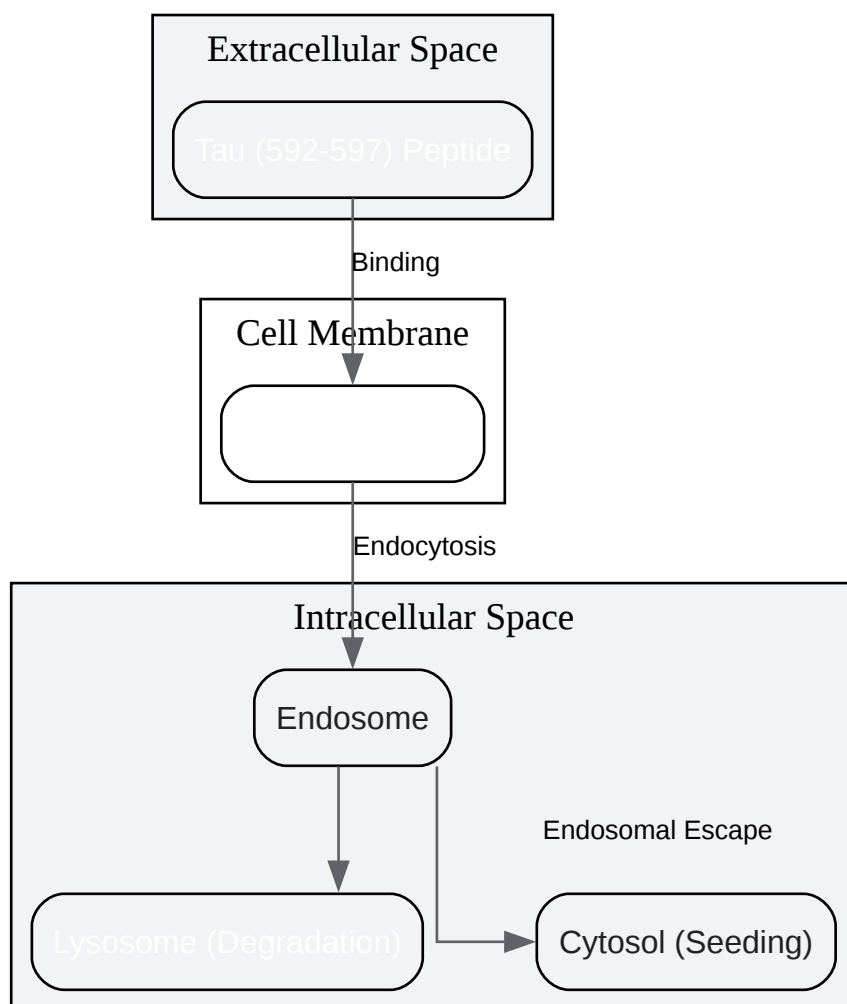 Extracellular Space
Tau (592-597) Peptide
Binding
Cell Membrane
Endocytosis
Intracellular Space
Endosome
Endosomal Escape
Lysosome (Degradation)
Cytosol (Seeding)